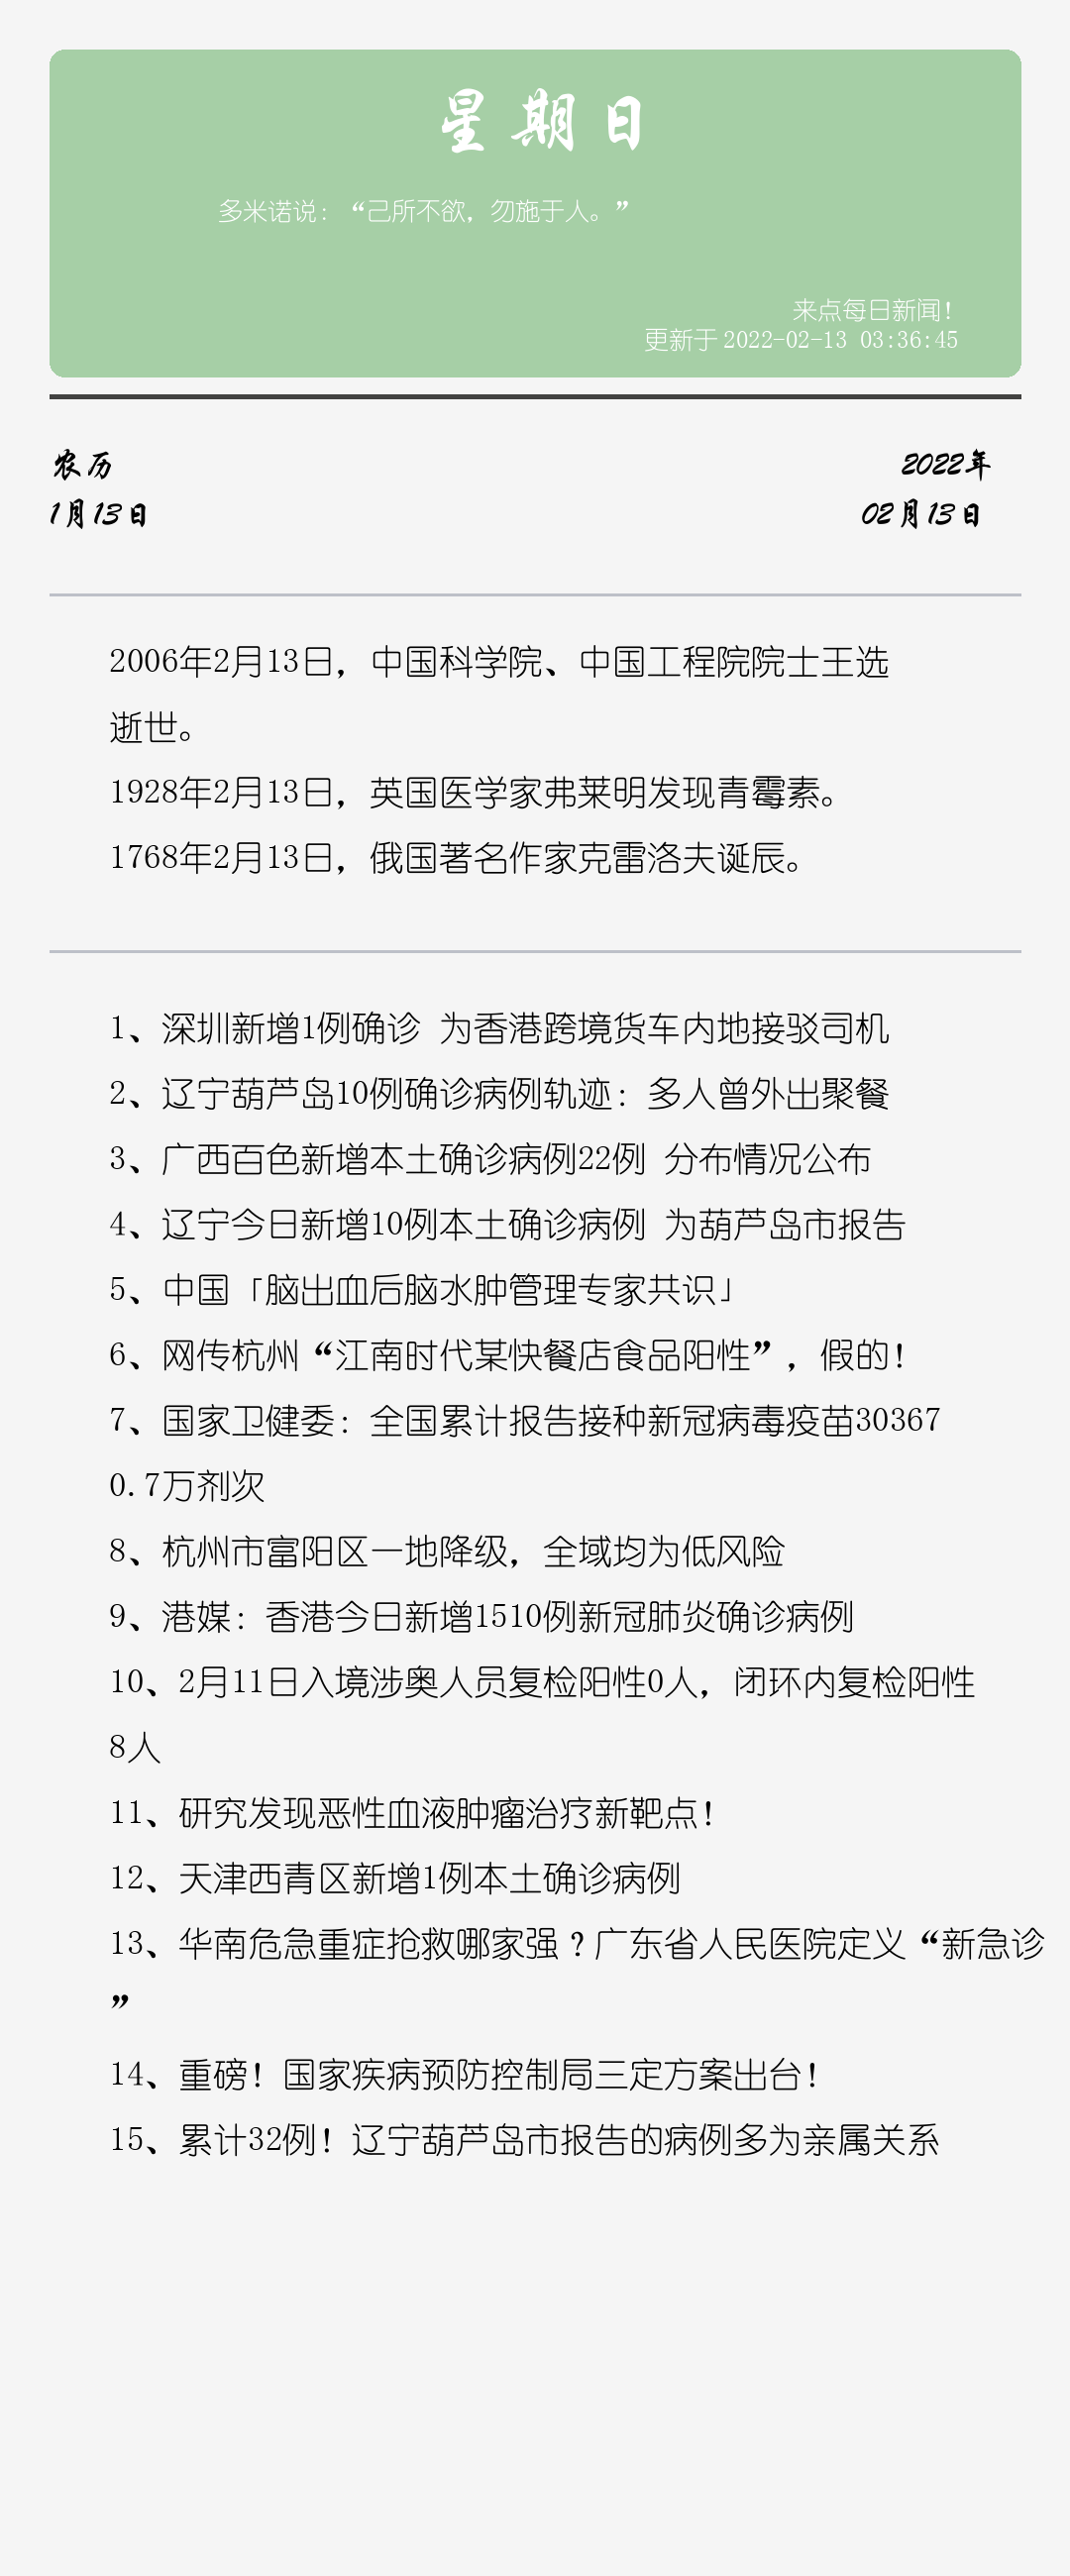 星期日
多米诺说：“己所不欲，勿施于人。”
来点每日新闻！
更新于 2022-02-13 03:36:45
农历
2022年
1月13日
02月13日
2006年2月13日，中国科学院、中国工程院院士王选
逝世。
1928年2月13日，英国医学家弗莱明发现青霉素。
1768年2月13日，俄国著名作家克雷洛夫诞辰。
1、深圳新增1例确诊 为香港跨境货车内地接驳司机
2、辽宁葫芦岛10例确诊病例轨迹：多人曾外出聚餐
3、广西百色新增本土确诊病例22例 分布情况公布
4、辽宁今日新增10例本土确诊病例 为葫芦岛市报告
5、中国「脑出血后脑水肿管理专家共识」
6、网传杭州“江南时代某快餐店食品阳性”，假的！
7、国家卫健委：全国累计报告接种新冠病毒疫苗30367
0.7万剂次
8、杭州市富阳区一地降级，全域均为低风险
9、港媒：香港今日新增1510例新冠肺炎确诊病例
10、2月11日入境涉奥人员复检阳性0人，闭环内复检阳性
8人
11、研究发现恶性血液肿瘤治疗新靶点！
12、天津西青区新增1例本土确诊病例
13、华南危急重症抢救哪家强？广东省人民医院定义“新急诊
”
14、重磅！国家疾病预防控制局三定方案出台！
15、累计32例！辽宁葫芦岛市报告的病例多为亲属关系